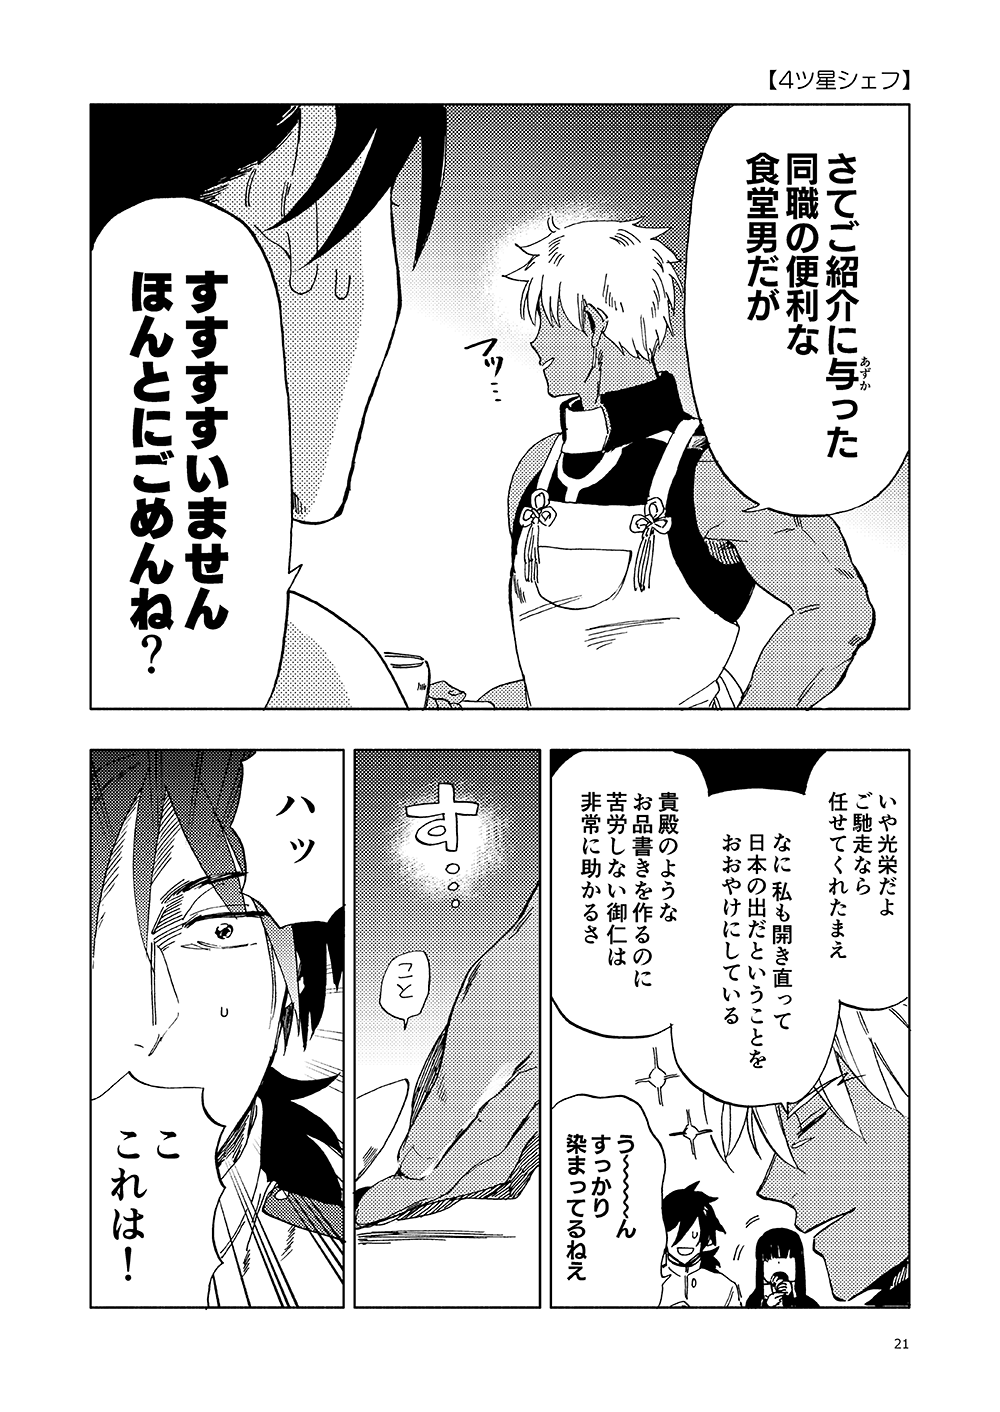 【4ツ星シェフ】
さてご紹介に与った
あずか
同職の便利な
食堂男だが
フッ…
すすすすいません
ほんとにごめんね?
いや光栄だよ
ご馳走なら
任せてくれたまえ
なに 私も開き直って
日本の出だということを
おおやけにしている
貴殿のような
お品書きを作るのに
苦労しない御仁は
非常に助かるさ
う〜〜〜〜ん
すっかり
染まってるねえ
す…
こと
ハッ
こ
これは!
21